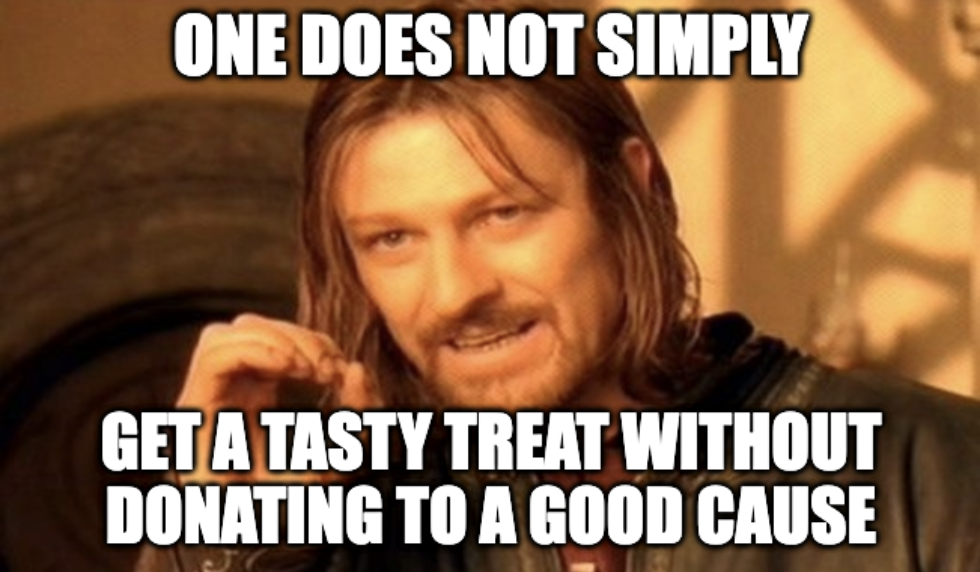 ONE DOES NOT SIMPLY
GET A TASTY TREAT WITHOUT
DONATING TO A GOOD CAUSE